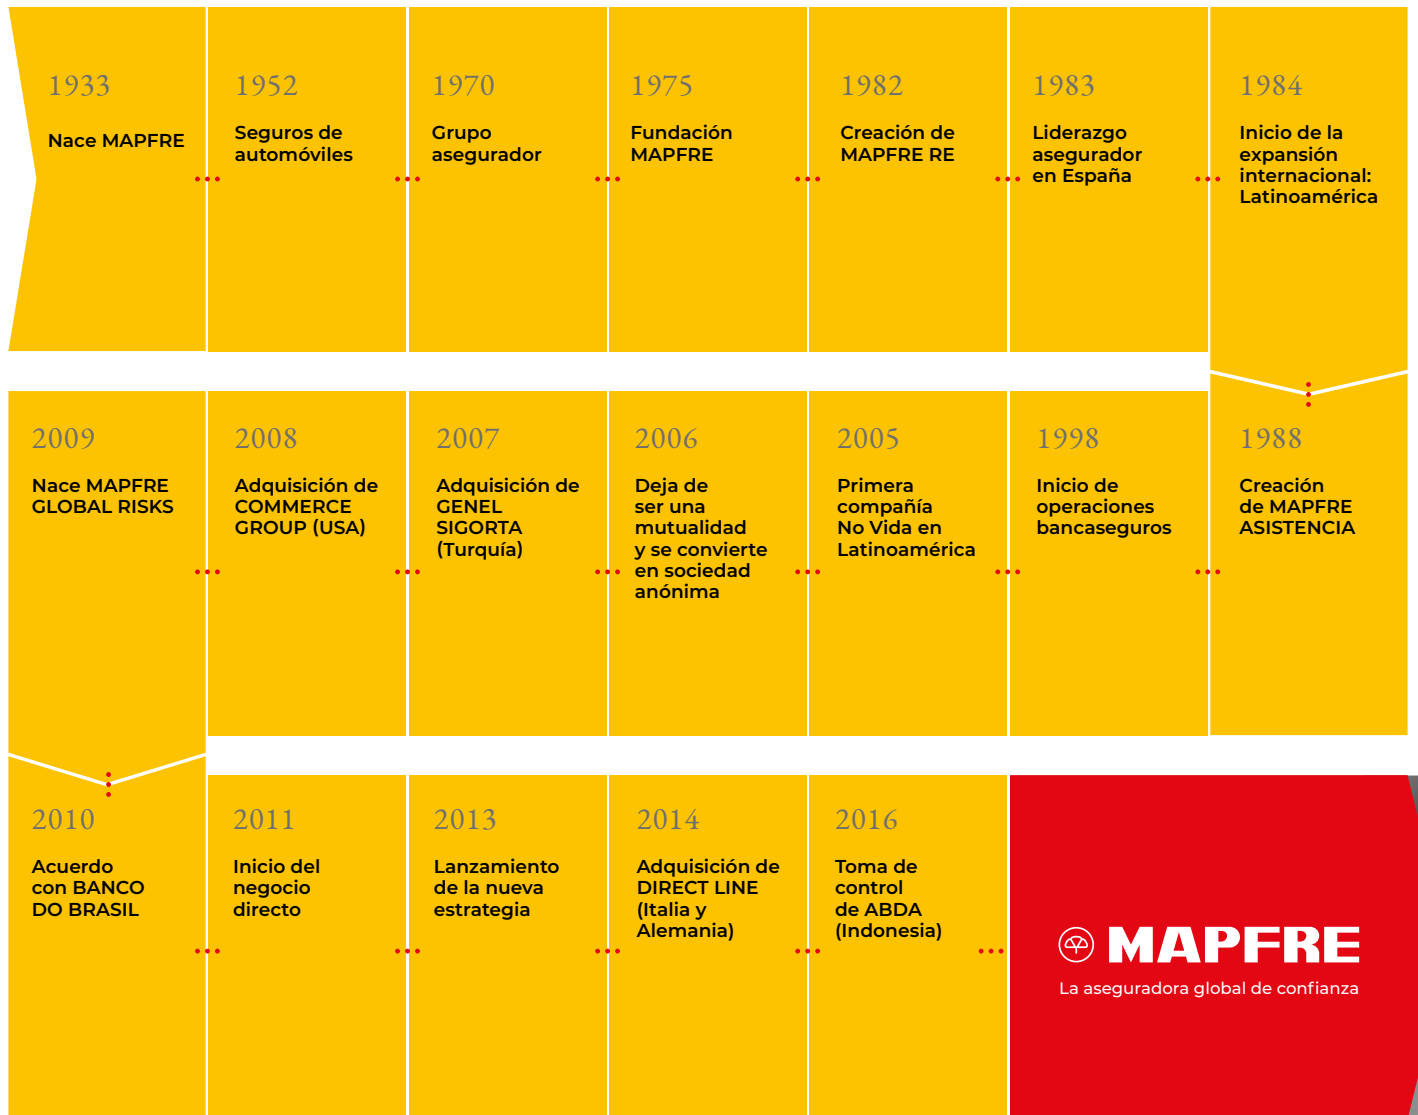 1933
Nace MAPFRE
1952
Seguros de
automóviles
1970
Grupo
asegurador
1975
Fundación
MAPFRE
1982
Creación de
MAPFRE RE
1983
Liderazgo
asegurador
en España
1984
Inicio de la
expansión
internacional:
Latinoamérica
1988
Creación
de MAPFRE
ASISTENCIA
1998
Inicio de
operaciones
bancaseguros
2005
Primera
compañía
No Vida en
Latinoamérica
2006
Deja de
ser una
mutualidad
y se convierte
en sociedad
anónima
2007
Adquisición de
GENEL
SIGORTA
(Turquía)
2008
Adquisición de
COMMERCE
GROUP (USA)
2009
Nace MAPFRE
GLOBAL RISKS
2010
Acuerdo
con BANCO
DO BRASIL
2011
Inicio del
negocio
directo
2013
Lanzamiento
de la nueva
estrategia
2014
Adquisición de
DIRECT LINE
(Italia y
Alemania)
2016
Toma de
control
de ABDA
(Indonesia)
MAPFRE
La aseguradora global de confianza